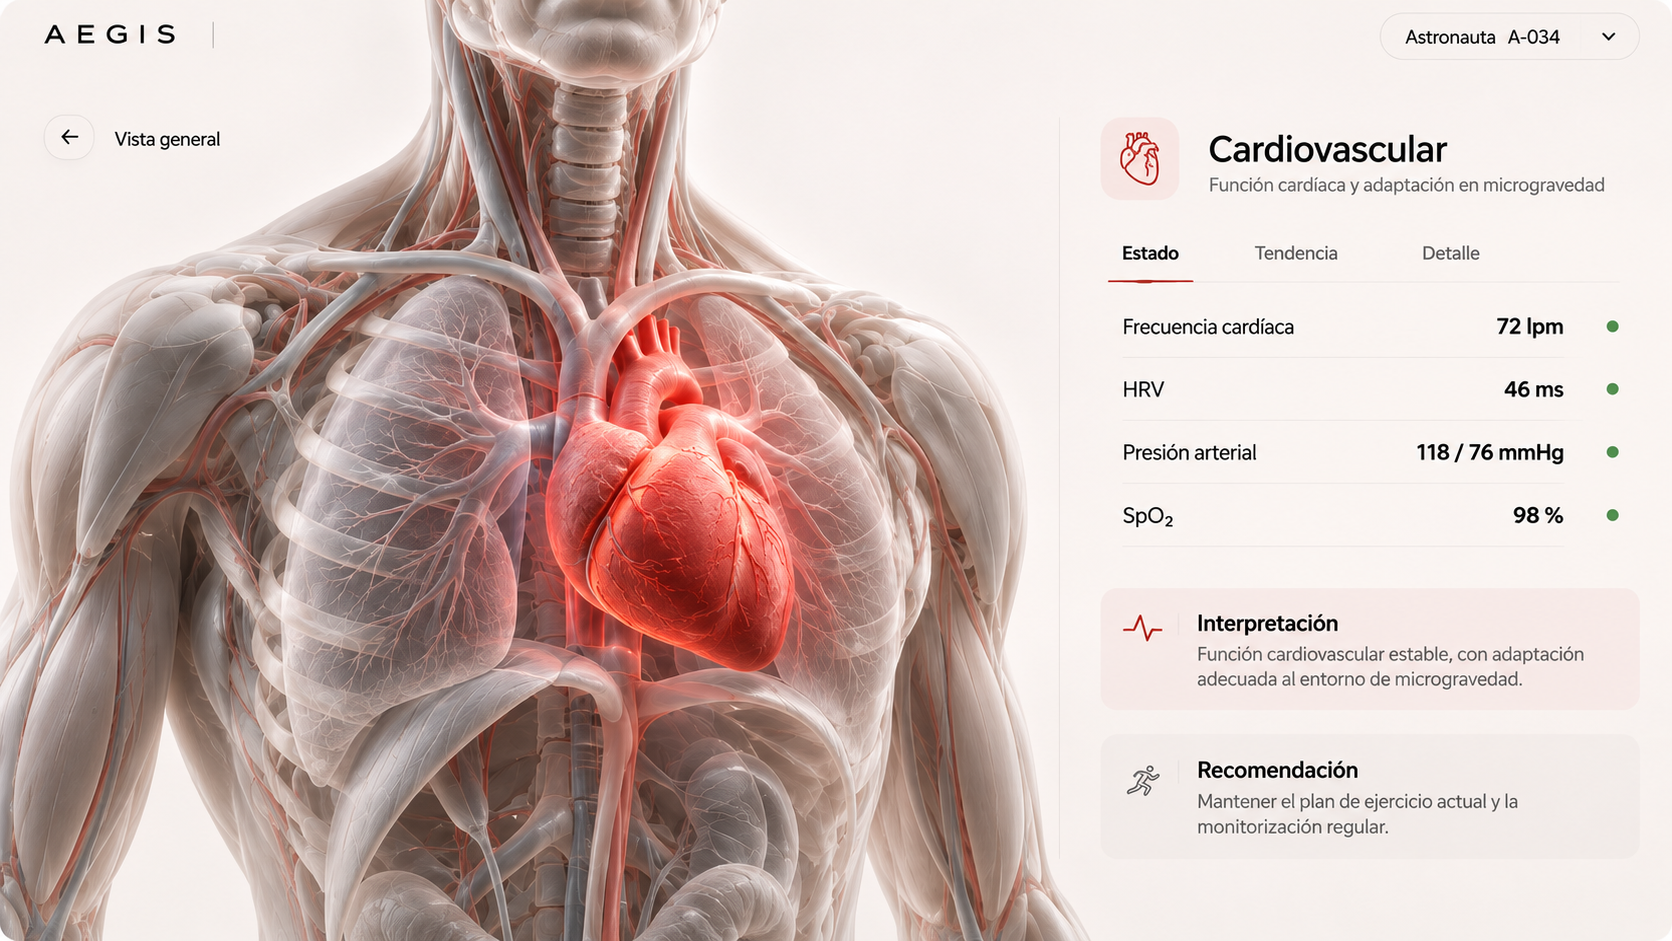 AEGIS
Astronauta A-034
Vista general
Cardiovascular
Función cardíaca y adaptación en microgravedad
Estado Tendencia Detalle
Frecuencia cardíaca 72 lpm
HRV 46 ms
Presión arterial 118 / 76 mmHg
SpO₂ 98 %
Interpretación
Función cardiovascular estable, con adaptación
adecuada al entorno de microgravedad.
Recomendación
Mantener el plan de ejercicio actual y la
monitorización regular.